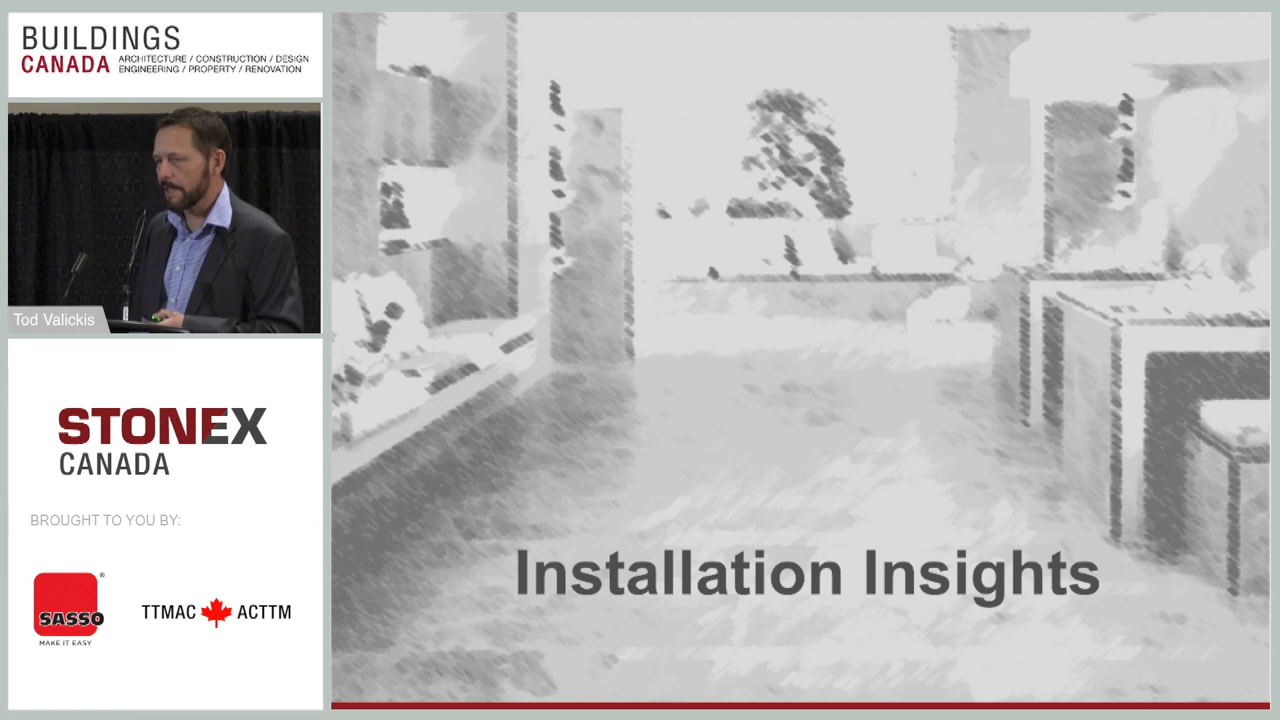 BUILDINGS
CANADA
ARCHITECTURE / CONSTRUCTION / DESIGN
ENGINEERING / PROPERTY / RENOVATION
Tod Valickis
STONEX
CANADA
BROUGHT TO YOU BY:
SASSO
®
MAKE IT EASY
TTMAC ACTTM
Installation Insights